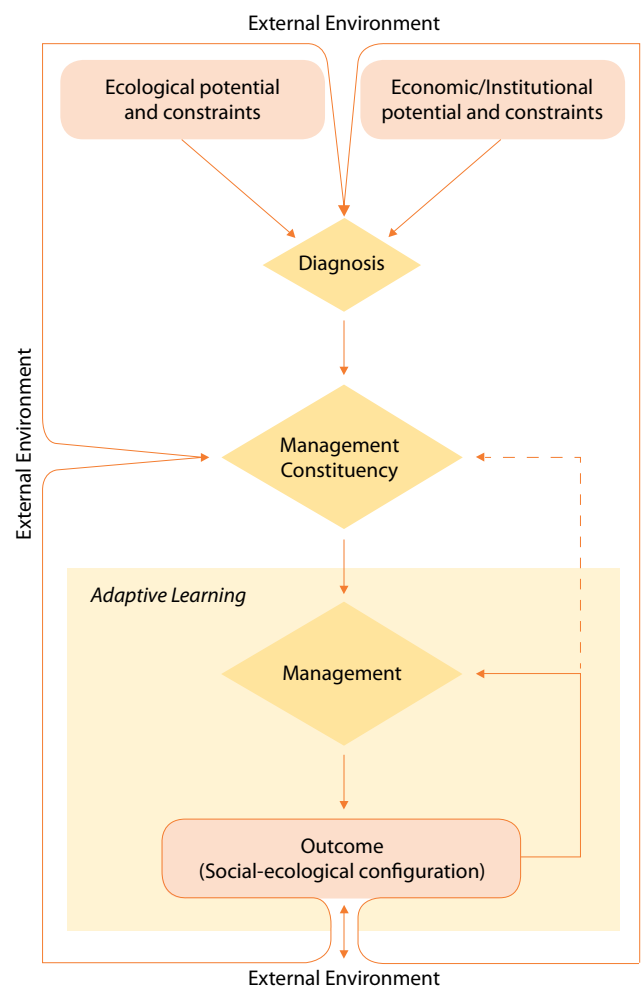 External Environment
Ecological potential
and constraints
Economic/Institutional
potential and constraints
Diagnosis
External Environment
Management
Constituency
Adaptive Learning
Management
Outcome
(Social-ecological configuration)
External Environment